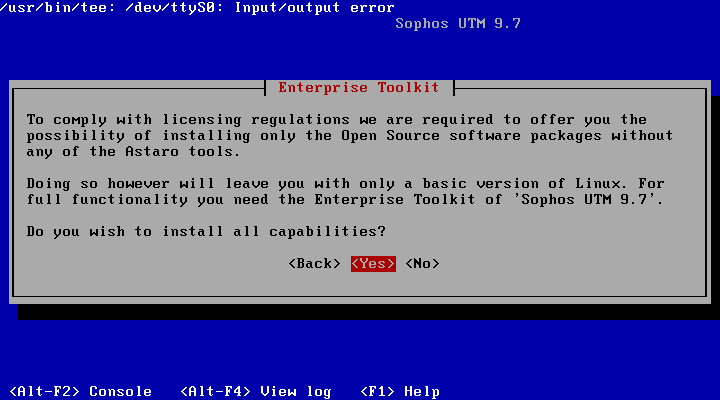 /usr/bin/tee: /dev/ttyS0: Input/output error
Sophos UTM 9.7
Enterprise Toolkit
To comply with licensing regulations we are required to offer you the
possibility of installing only the Open Source software packages without
any of the Astaro tools.
Doing so however will leave you with only a basic version of Linux. For
full functionality you need the Enterprise Toolkit of 'Sophos UTM 9.7'.
Do you wish to install all capabilities?
<Back> <Yes> <No>
<Alt-F2> Console <Alt-F4> View log <F1> Help